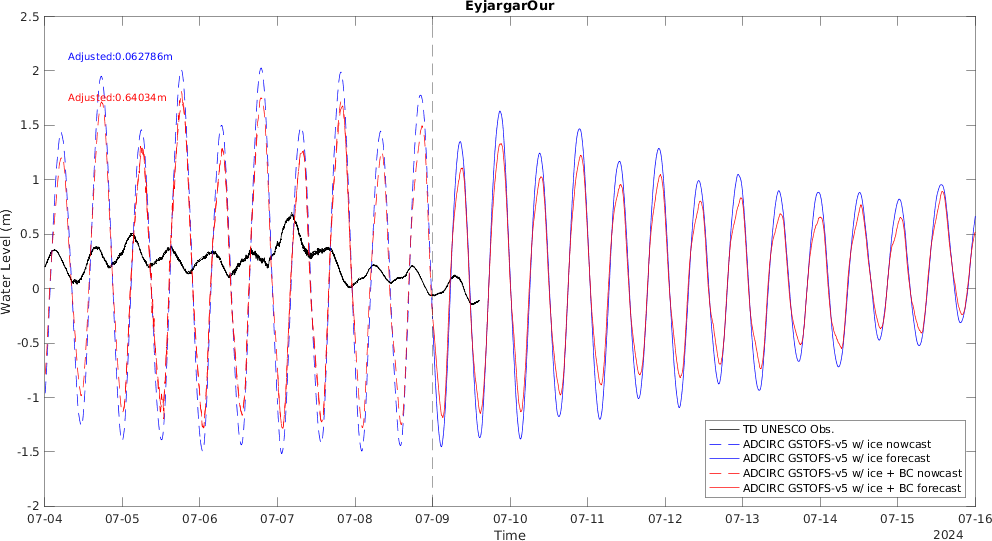 EyjargarOur
Water Level (m)
2.5
2
1.5
1
0.5
0
-0.5
-1
-1.5
-2
Adjusted:0.062786m
Adjusted:0.64034m
TD UNESCO Obs.
ADCIRC GSTOFS-v5 w/ ice nowcast
ADCIRC GSTOFS-v5 w/ ice forecast
ADCIRC GSTOFS-v5 w/ ice + BC nowcast
ADCIRC GSTOFS-v5 w/ ice + BC forecast
07-04 07-05 07-06 07-07 07-08 07-09 07-10 07-11 07-12 07-13 07-14 07-15 07-16
Time
2024